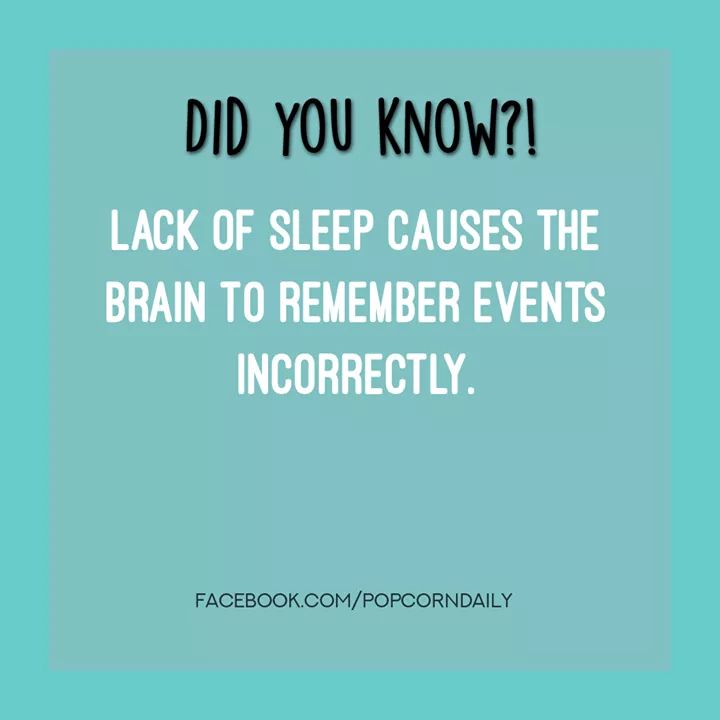 DID YOU KNOW?!
LACK OF SLEEP CAUSES THE
BRAIN TO REMEMBER EVENTS
INCORRECTLY.
FACEBOOK.COM/POPCORNDAILY